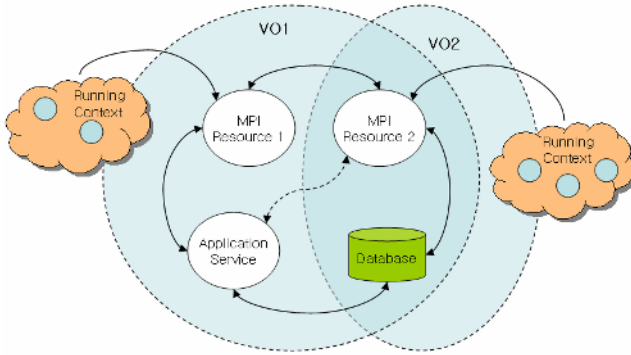 VO1
VO2
Running
Context
MPI
Resource 1
MPI
Resource 2
Running
Context
Application
Service
Database